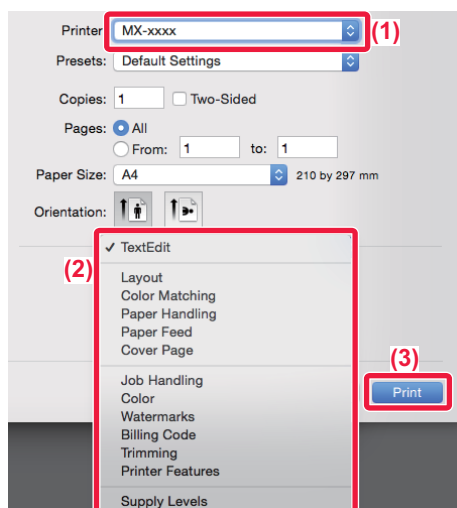 Printer MX-xxxx (1)
Presets: Default Settings
Copies: 1 Two-Sided
Pages: All
From: 1 to: 1
Paper Size: A4 210 by 297 mm
Orientation:
✓ TextEdit
(2)
Layout
Color Matching
Paper Handling
Paper Feed
Cover Page
(3)
Job Handling
Print
Color
Watermarks
Billing Code
Trimming
Printer Features
Supply Levels